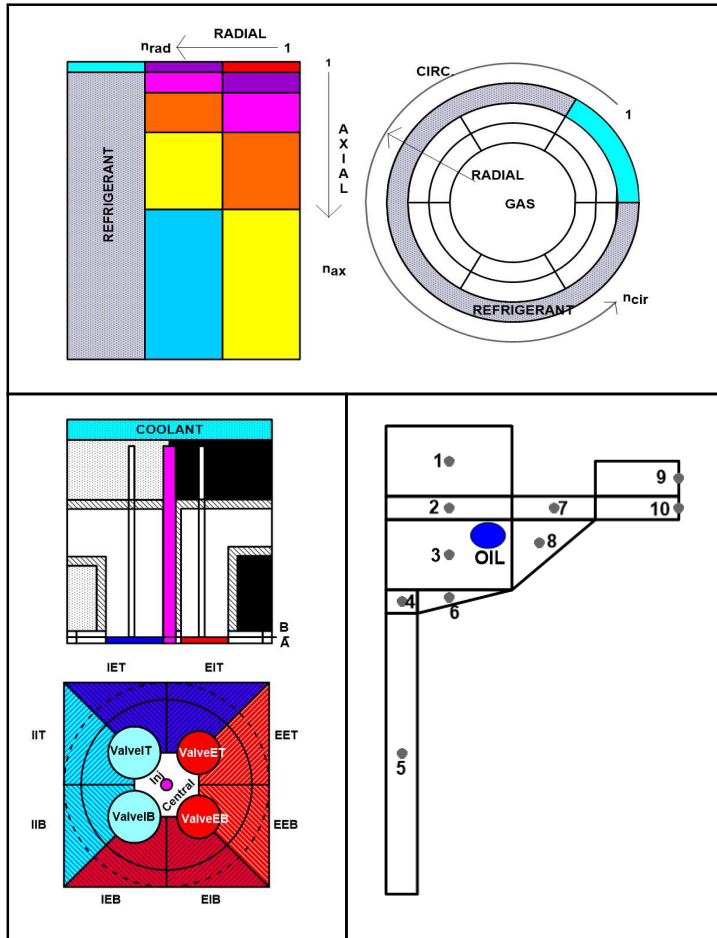 RADIAL
nrad 1
1
AXIAL
REFRIGERANT
nax
CIRC.
1
RADIAL
GAS
REFRIGERANT
ncir
COOLANT
B
A
IET EIT
IIT EET
ValveIT ValveET
Inj
Central
ValveIB ValveEB
IIB EEB
IEB EIB
1
9
2 7 10
OIL
3 8
4 6
5